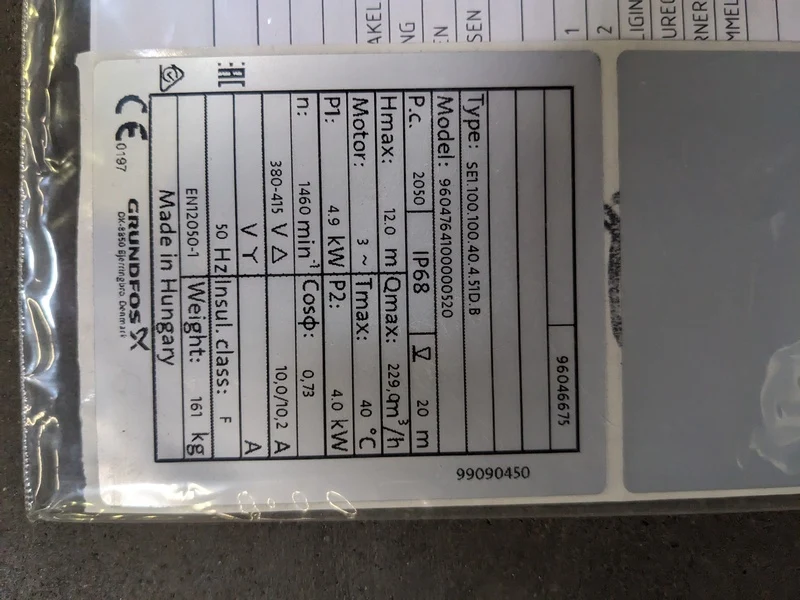 96046675
Type: SE1.100.100.40.4.51D.B
Model: 9604764100000520
P.c. 2050 IP68 20 m
Hmax: 12.0 m Qmax: 229,9 m³/h
Motor: 3 ~ Tmax: 40 °C
P1: 4.9 kW P2: 4.0 kW
n: 1460 min⁻¹ Cosϕ: 0,73
380-415 V △ 10,0/10,2 A
V Y A
50 Hz Insul. class: F
EN12050-1 Weight: 161 kg
Made in Hungary
99090450
EAC
CE 0197
GRUNDFOS
DK-8850 Bjerringbro, Denmark
1
2